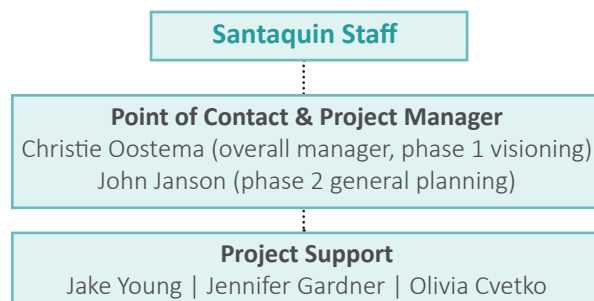 Santaquin Staff
Point of Contact & Project Manager
Christie Oostema (overall manager, phase 1 visioning)
John Janson (phase 2 general planning)
Project Support
Jake Young | Jennifer Gardner | Olivia Cvetko